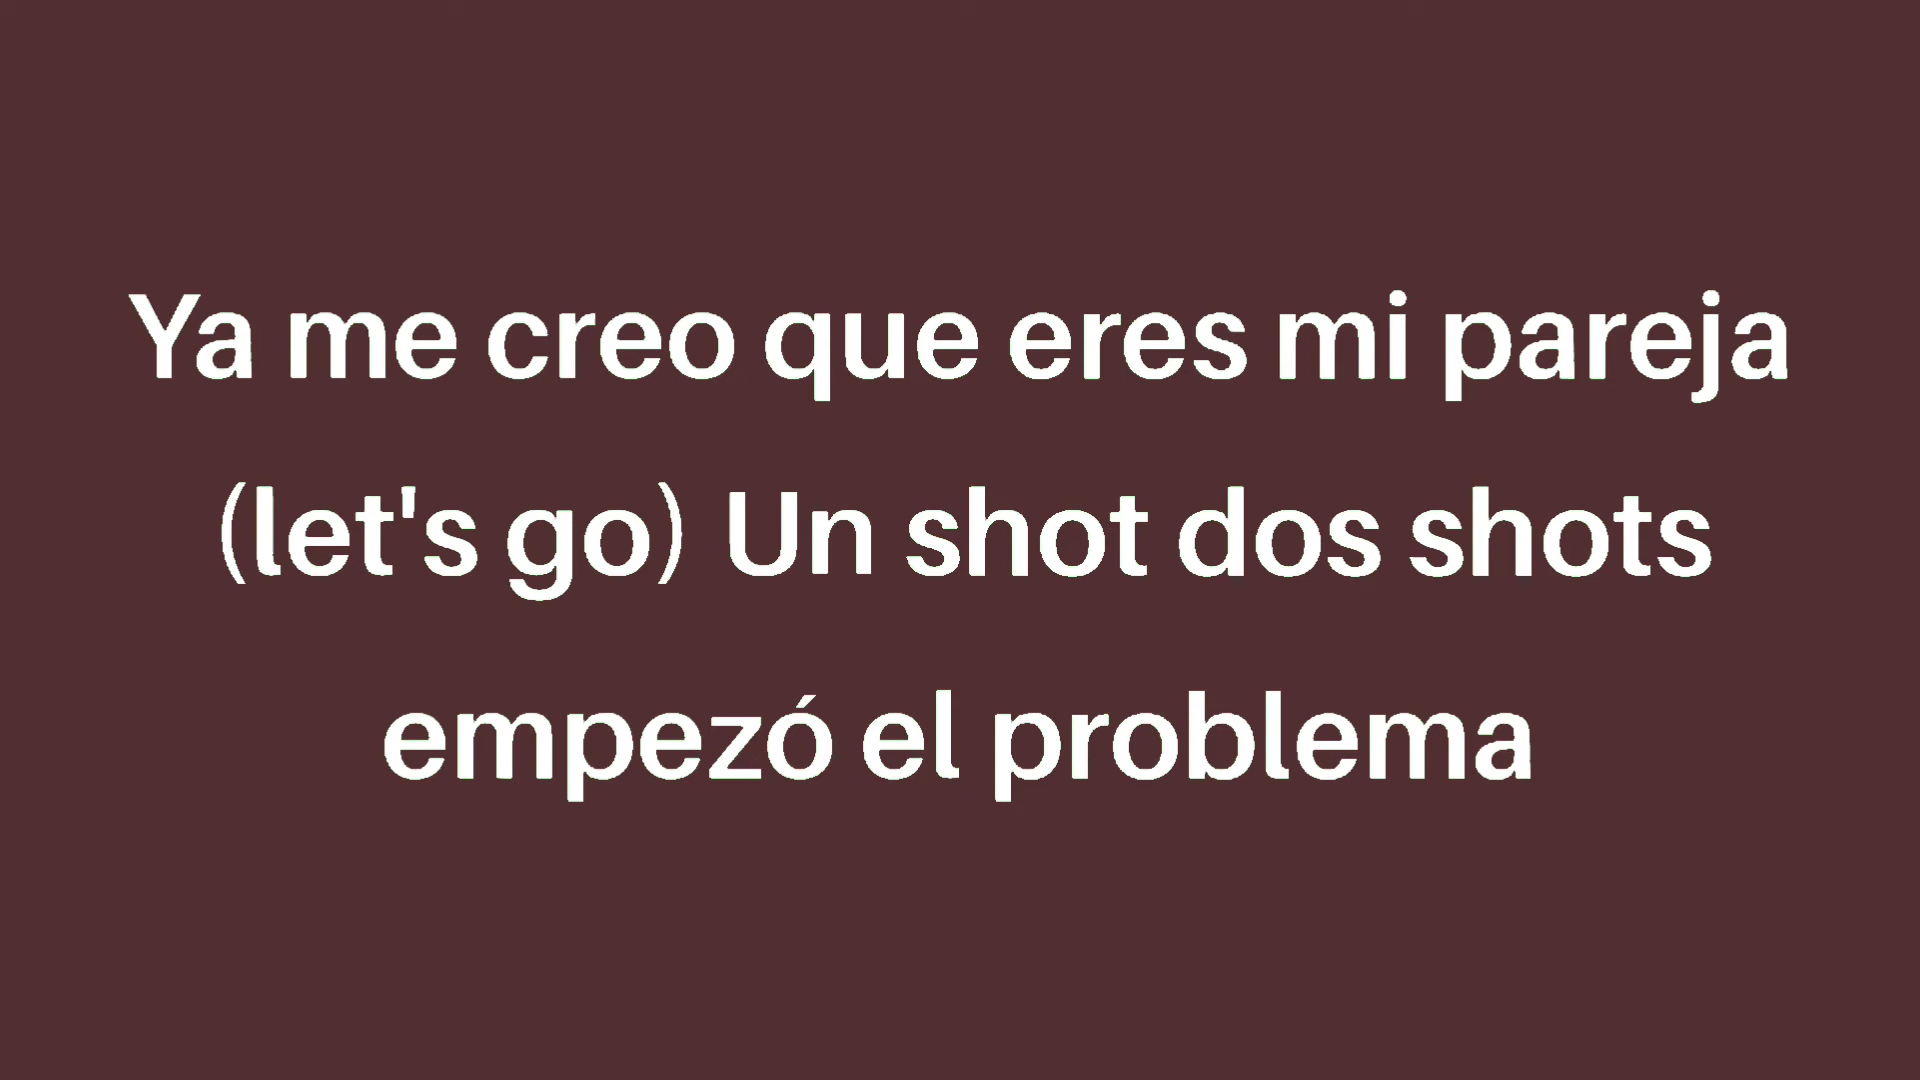 Ya me creo que eres mi pareja
(let's go) Un shot dos shots
empezó el problema